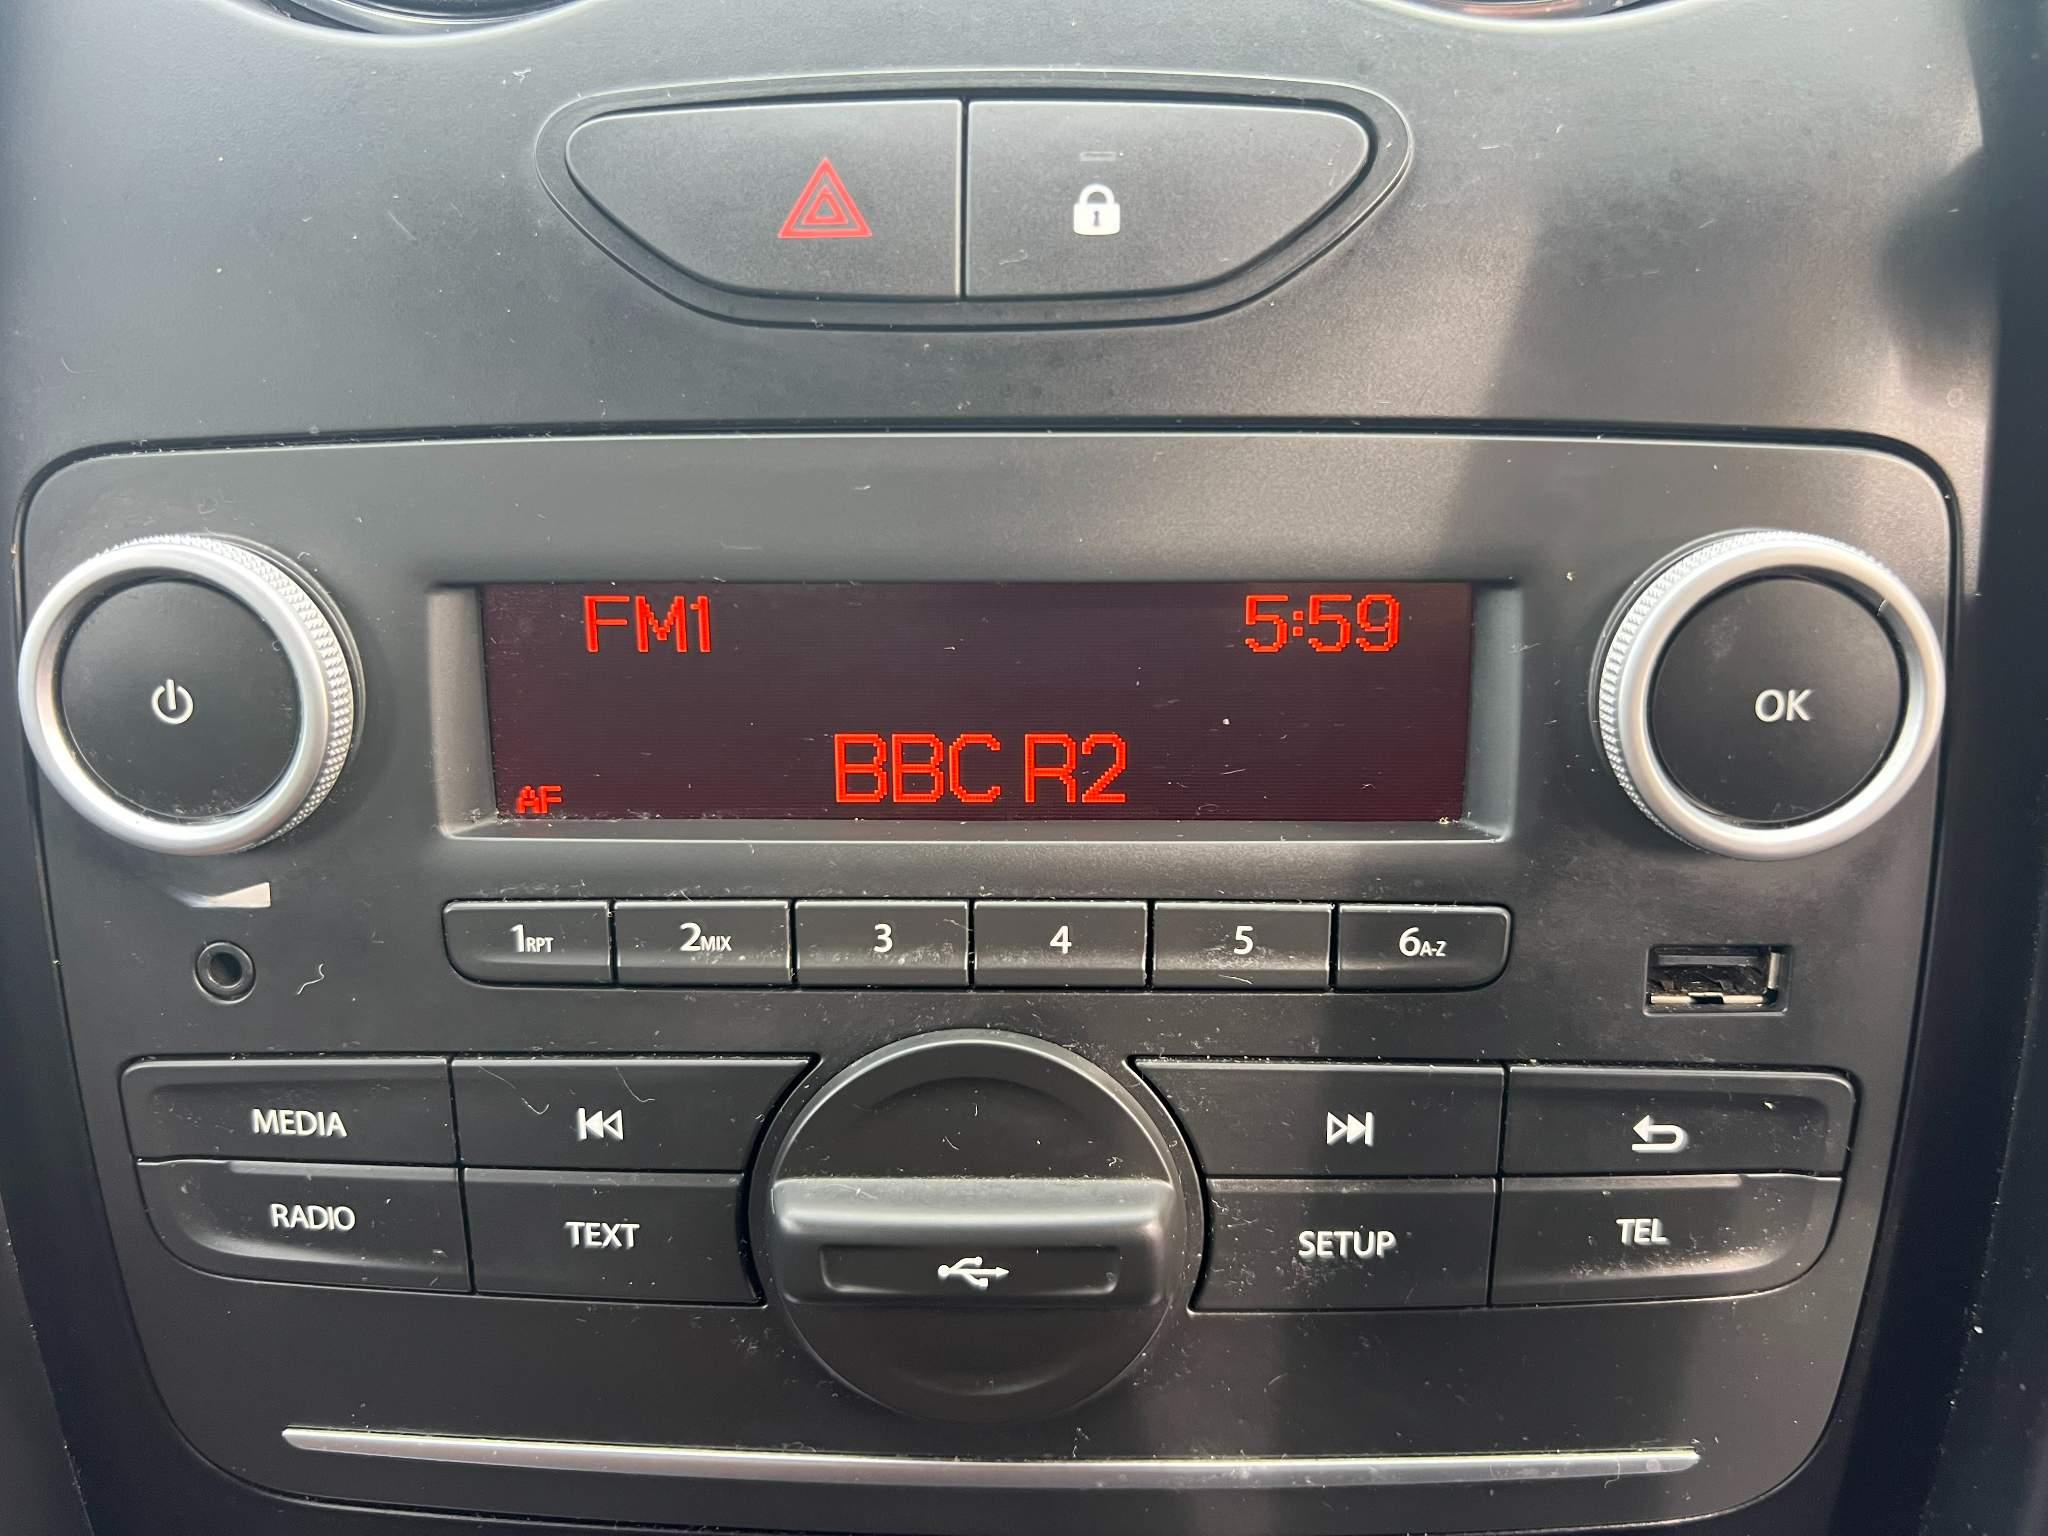 FM1 5:59
BBC R2
AF
OK
1RPT 2MIX 3 4 5 6A-Z
MEDIA
RADIO TEXT SETUP TEL